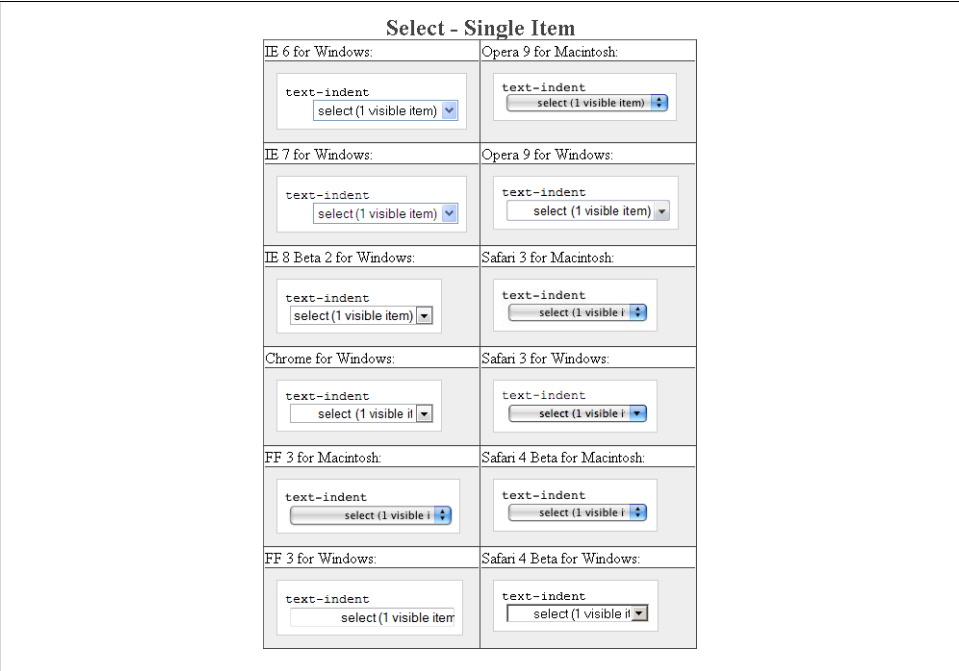 Select - Single Item
IE 6 for Windows:
text-indent
select (1 visible item)
Opera 9 for Macintosh:
text-indent
select (1 visible item)
IE 7 for Windows:
text-indent
select (1 visible item)
Opera 9 for Windows:
text-indent
select (1 visible item)
IE 8 Beta 2 for Windows:
text-indent
select (1 visible item)
Safari 3 for Macintosh:
text-indent
select (1 visible i
Chrome for Windows:
text-indent
select (1 visible it
Safari 3 for Windows:
text-indent
select (1 visible i
FF 3 for Macintosh:
text-indent
select (1 visible i
Safari 4 Beta for Macintosh:
text-indent
select (1 visible i
FF 3 for Windows:
text-indent
select (1 visible item
Safari 4 Beta for Windows:
text-indent
select (1 visible it